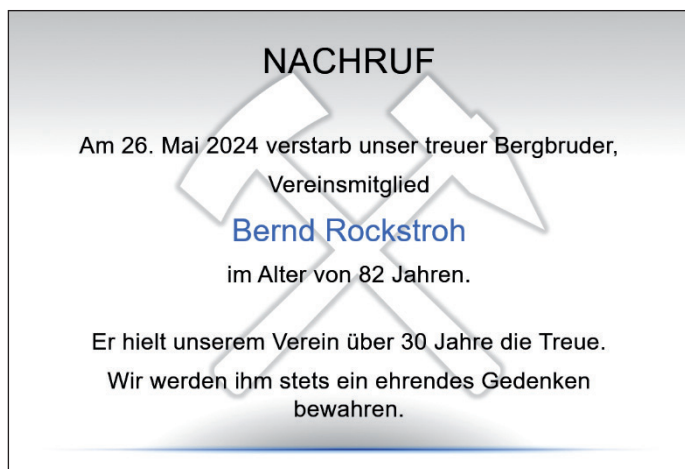 NACHRUF
Am 26. Mai 2024 verstarb unser treuer Bergbruder,
Vereinsmitglied
Bernd Rockstroh
im Alter von 82 Jahren.
Er hielt unserem Verein über 30 Jahre die Treue.
Wir werden ihm stets ein ehrendes Gedenken
bewahren.